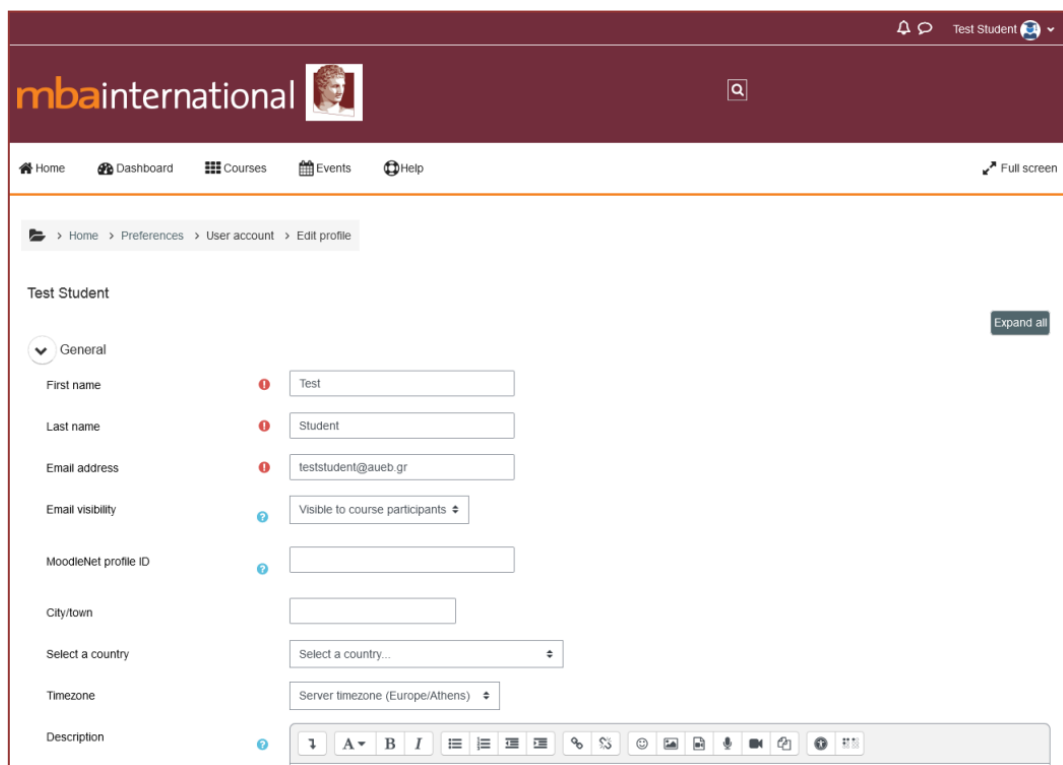 Test Student
mbainternational
Home Dashboard Courses Events Help Full screen
> Home > Preferences > User account > Edit profile
Test Student
Expand all
General
First name Test
Last name Student
Email address teststudent@aueb.gr
Email visibility Visible to course participants
MoodleNet profile ID
City/town
Select a country Select a country...
Timezone Server timezone (Europe/Athens)
Description A B I